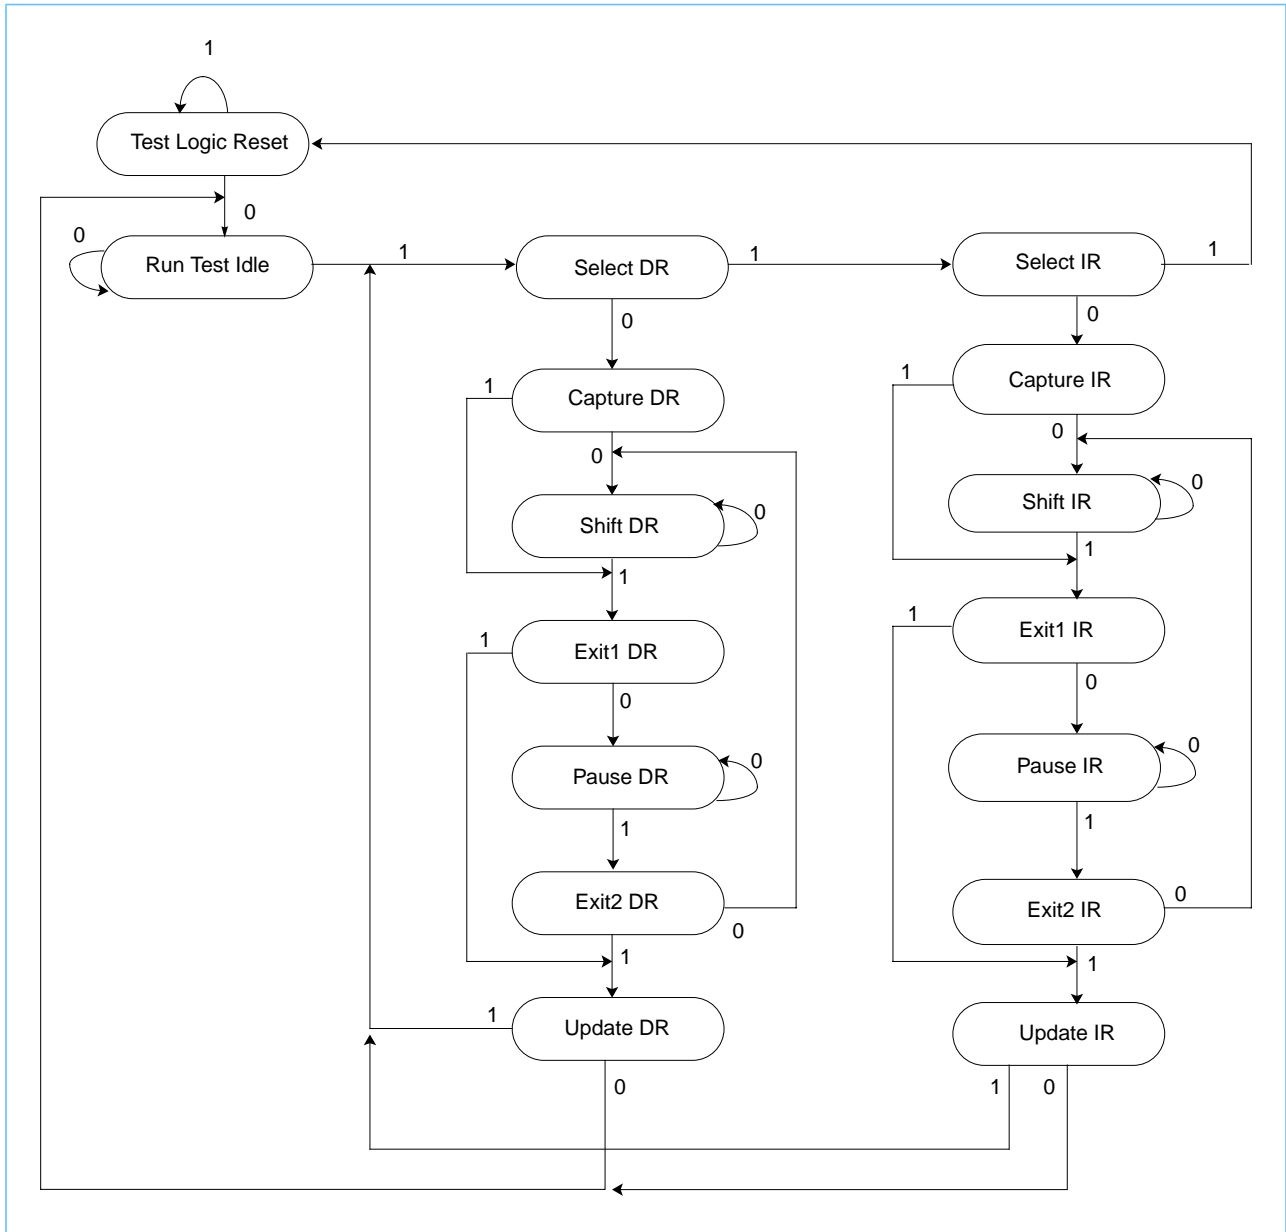 1
Test Logic Reset
0
0
Run Test Idle
1
Select DR
1
Select IR
1
0
0
1
Capture DR
1
Capture IR
0
0
Shift DR
0
Shift IR
0
1
1
1
Exit1 DR
1
Exit1 IR
0
0
Pause DR
0
Pause IR
0
1
1
Exit2 DR
0
Exit2 IR
0
1
1
1
Update DR
Update IR
0
1
0